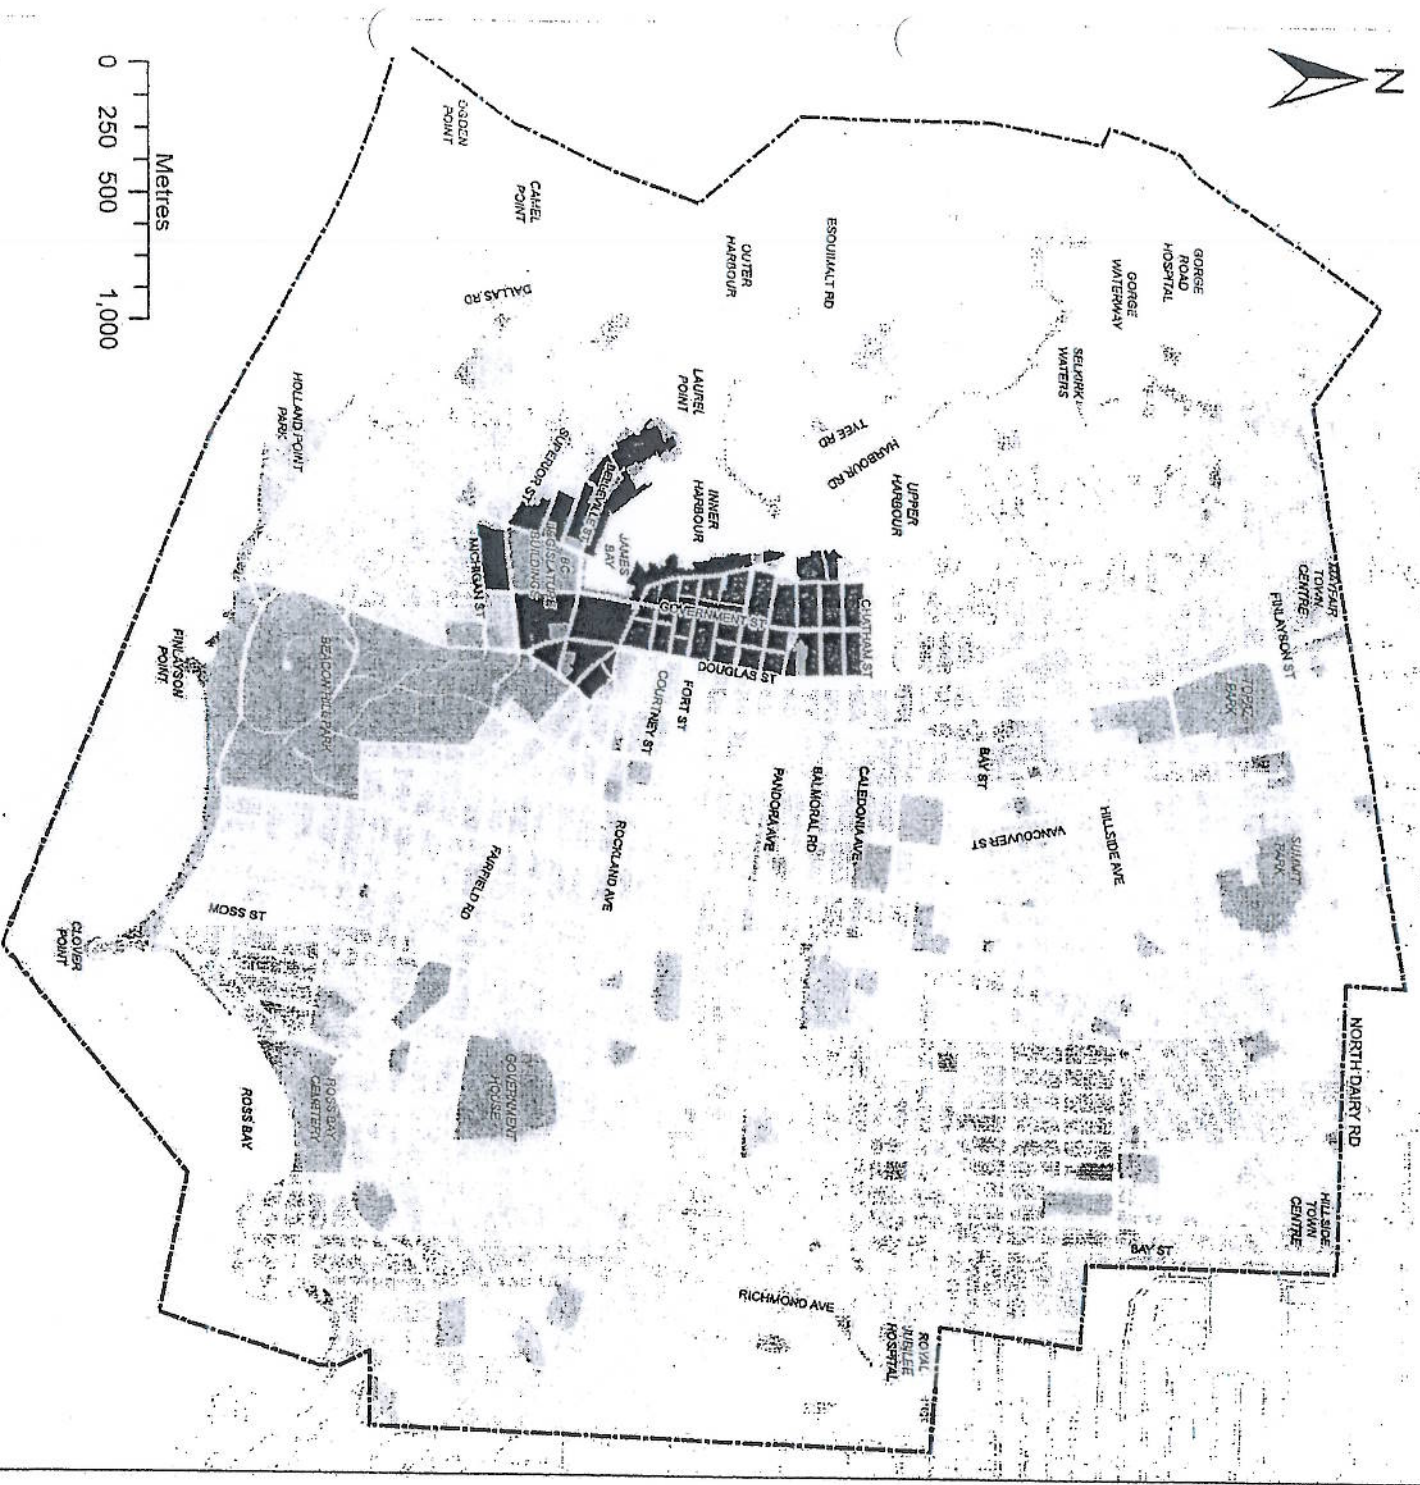 N
Metres
0 250 500 1,000
OGDEN
POINT
CAMEL
POINT
DALLAS RD
HOLLAND POINT
PARK
OUTER
HARBOUR
ESQUIMALT RD
GORGE
ROAD
HOSPITAL
GORGE
WATERWAY
SELKIRK
WATERS
LAUREL
POINT
TYEE RD
HARBOUR RD
UPPER
HARBOUR
INNER
HARBOUR
SUPERIOR ST
BELLEVILLE ST
JAMES
BAY
BC
LEGISLATURE
BUILDINGS
MICHIGAN ST
GOVERNMENT ST
CHATHAM ST
DOUGLAS ST
COURTNEY ST
FORT ST
MAYFAIR
TOWN
CENTRE
FINLAYSON ST
TOPAZ
PARK
FINLAYSON
POINT
BEACON HILL PARK
BAY ST
PANDORA AVE
BALMORAL RD
CALEDONIA AVE
VANCOUVER ST
HILLSIDE AVE
SUMMIT
PARK
ROCKLAND AVE
FAIRFIELD RD
MOSS ST
CLOVER
POINT
ROSS BAY
ROSS BAY
CEMETERY
GOVERNMENT
HOUSE
NORTH DAIRY RD
HILLSIDE
TOWN
CENTRE
BAY ST
RICHMOND AVE
ROYAL
JUBILEE
HOSPITAL